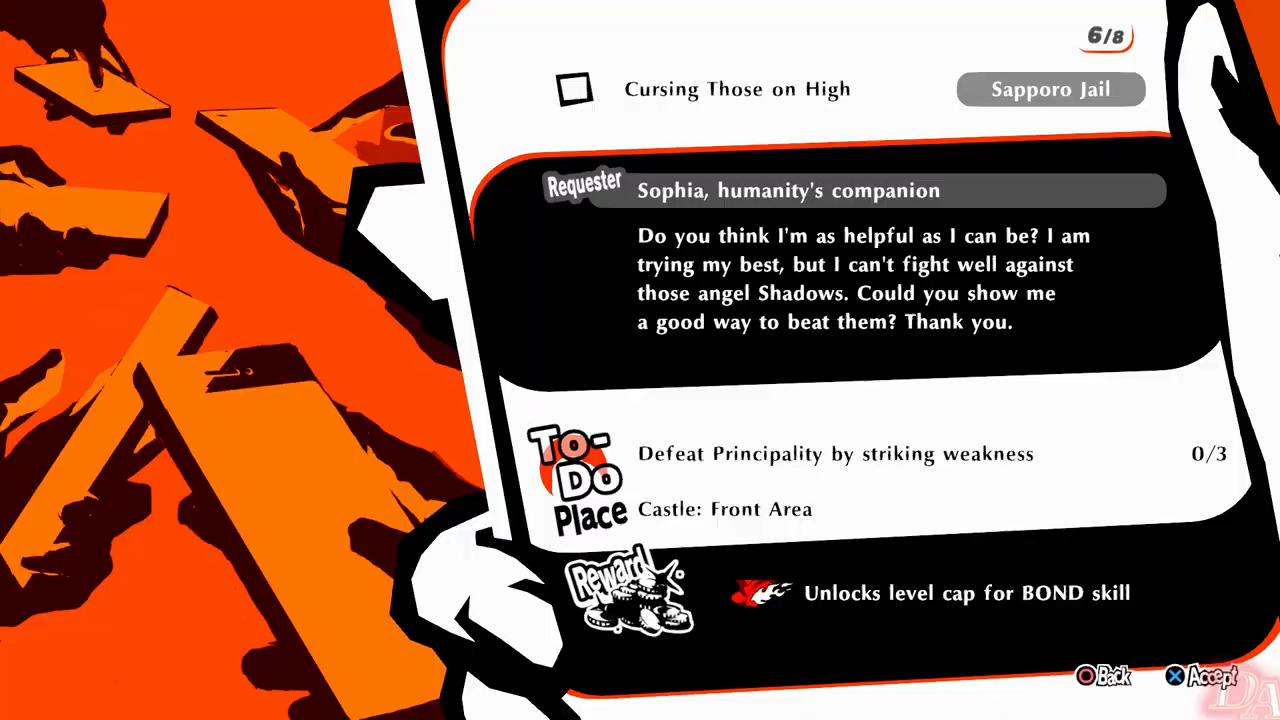 6/8
Cursing Those on High
Sapporo Jail
Requester
Sophia, humanity's companion
Do you think I'm as helpful as I can be? I am
trying my best, but I can't fight well against
those angel Shadows. Could you show me
a good way to beat them? Thank you.
To-
Do
Defeat Principality by striking weakness
0/3
Place
Castle: Front Area
Reward
Unlocks level cap for BOND skill
Back
Accept
DA